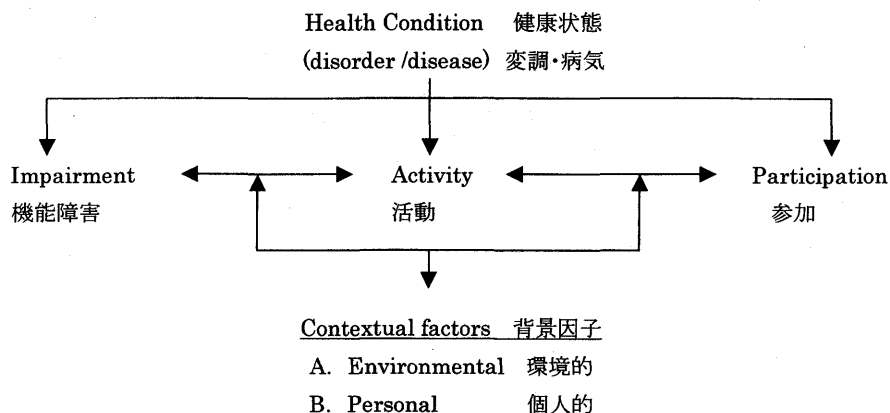 Health Condition 健康状態
(disorder /disease) 変調・病気
Impairment Activity Participation
機能障害 活動 参加
Contextual factors 背景因子
A. Environmental 環境的
B. Personal 個人的